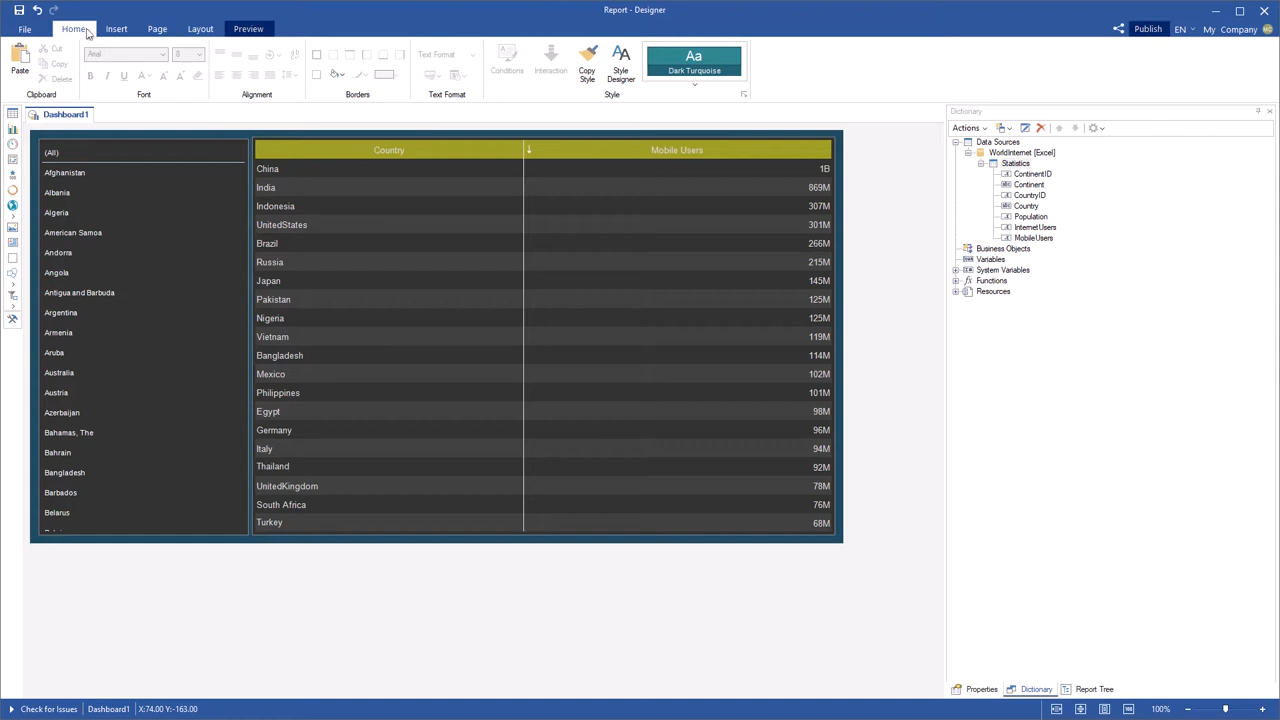 Report - Designer
File
Home
Insert
Page
Layout
Preview
Publish
EN
My Company
Paste
Cut
Copy
Delete
Clipboard
Arial
8
B
I
U
A
A
A
Font
Alignment
Borders
Text Format
Text Format
Conditions
Interaction
Copy
Style
Style
Designer
Aa
Dark Turquoise
Style
Dashboard1
(All)
Afghanistan
Albania
Algeria
American Samoa
Andorra
Angola
Antigua and Barbuda
Argentina
Armenia
Aruba
Australia
Austria
Azerbaijan
Bahamas, The
Bahrain
Bangladesh
Barbados
Belarus
Country Mobile Users
China 1B
India 869M
Indonesia 307M
UnitedStates 301M
Brazil 266M
Russia 215M
Japan 145M
Pakistan 125M
Nigeria 125M
Vietnam 119M
Bangladesh 114M
Mexico 102M
Philippines 101M
Egypt 98M
Germany 96M
Italy 94M
Thailand 92M
UnitedKingdom 78M
South Africa 76M
Turkey 68M
Dictionary
Actions
Data Sources
WorldInternet [Excel]
Statistics
ContinentID
Continent
CountryID
Country
Population
InternetUsers
MobileUsers
Business Objects
Variables
System Variables
Functions
Resources
Properties
Dictionary
Report Tree
Check for Issues
Dashboard1
X:74.00 Y:-163.00
100%